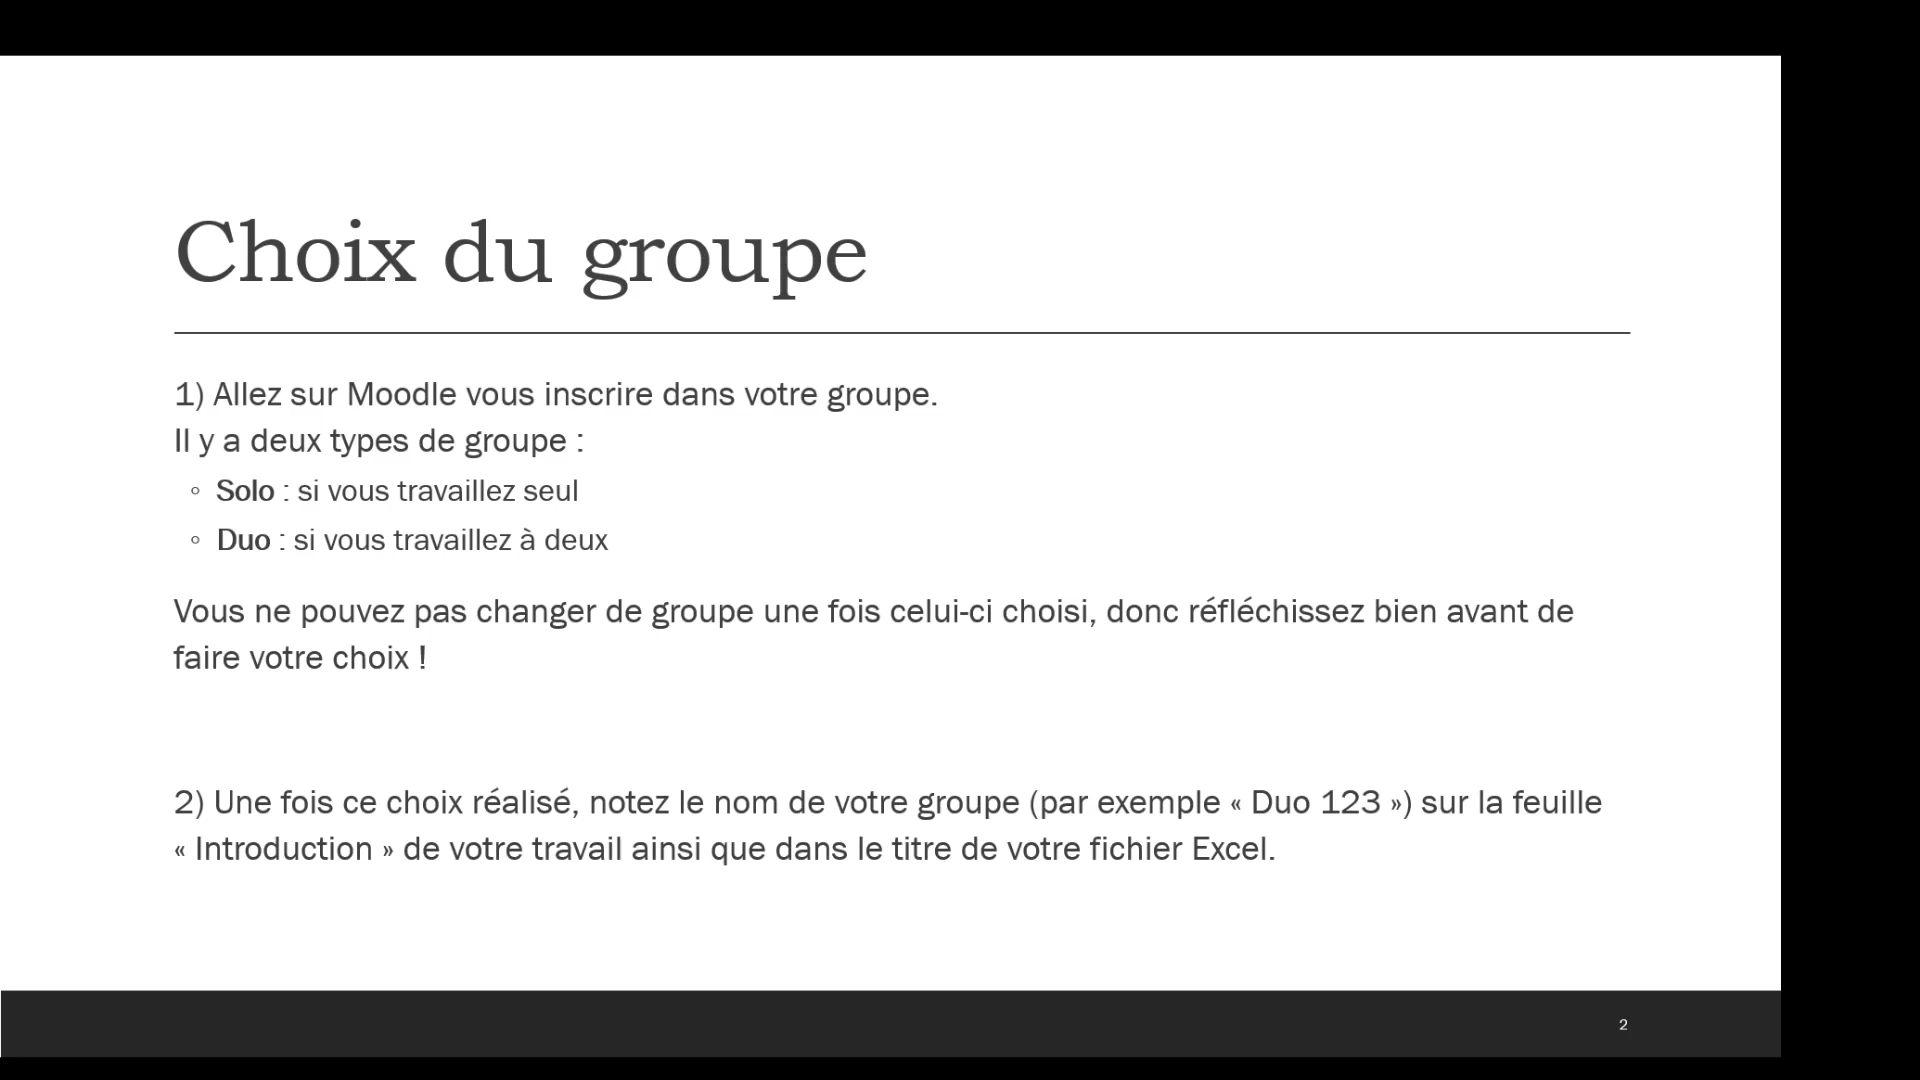 Choix du groupe
1) Allez sur Moodle vous inscrire dans votre groupe.
Il y a deux types de groupe :
◦ Solo : si vous travaillez seul
◦ Duo : si vous travaillez à deux
Vous ne pouvez pas changer de groupe une fois celui-ci choisi, donc réfléchissez bien avant de
faire votre choix !
2) Une fois ce choix réalisé, notez le nom de votre groupe (par exemple « Duo 123 ») sur la feuille
« Introduction » de votre travail ainsi que dans le titre de votre fichier Excel.
2